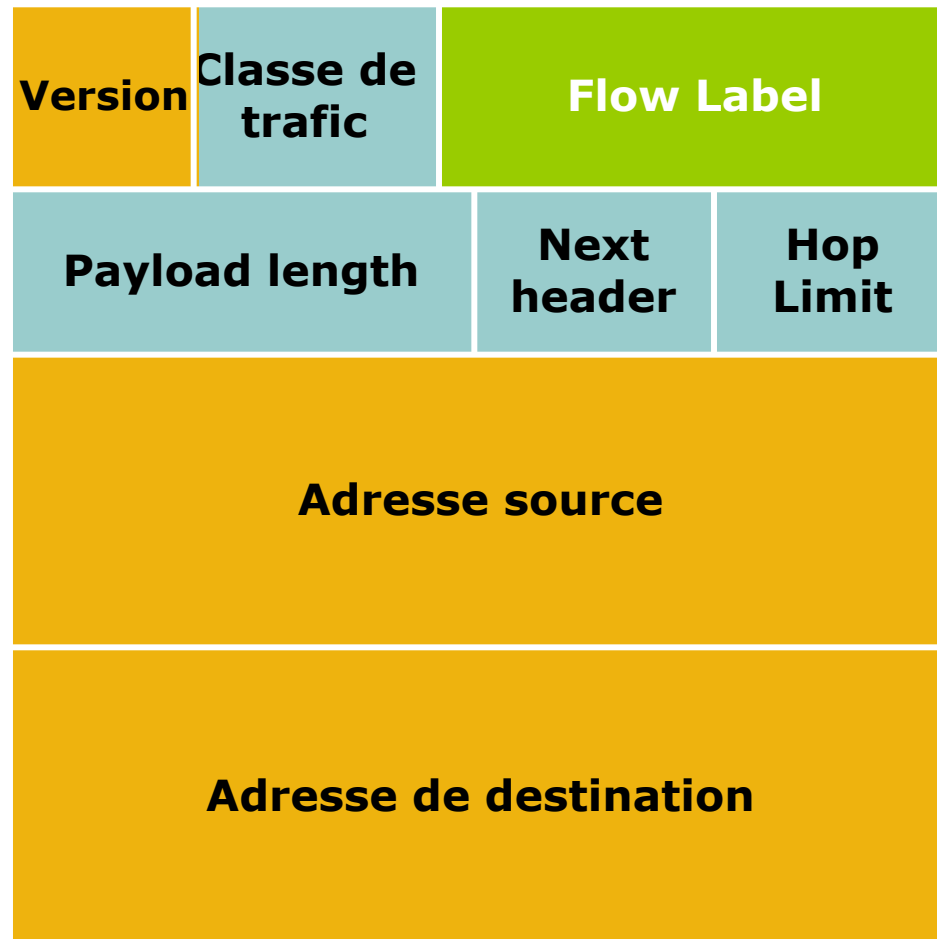 Version
Classe de
trafic
Flow Label
Payload length
Next
header
Hop
Limit
Adresse source
Adresse de destination